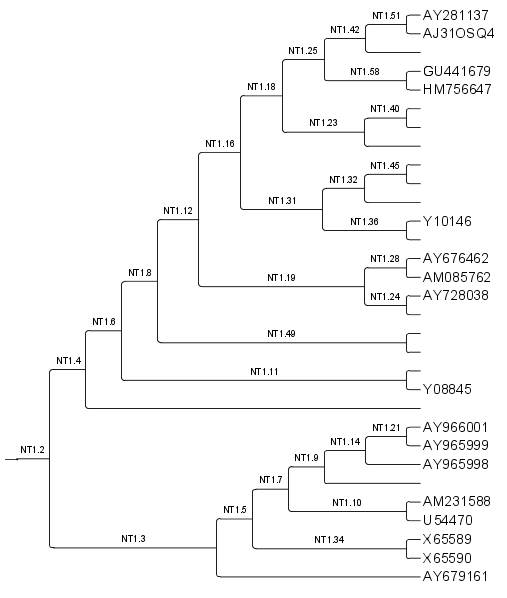 NT1.51 AY281137
NT1.42 AJ31OSQ4
NT1.25
NT1.58 GU441679
HM756647
NT1.18
NT1.40
NT1.23
NT1.16
NT1.45
NT1.32
NT1.31
NT1.12
NT1.36 Y10146
NT1.28 AY676462
NT1.8
NT1.19 AM085762
NT1.24 AY728038
NT1.6
NT1.49
NT1.4
NT1.11
Y08845
NT1.21 AY966001
NT1.14 AY965999
NT1.2
NT1.9 AY965998
NT1.7
NT1.10 AM231588
NT1.5 U54470
NT1.3 NT1.34 X65589
X65590
AY679161